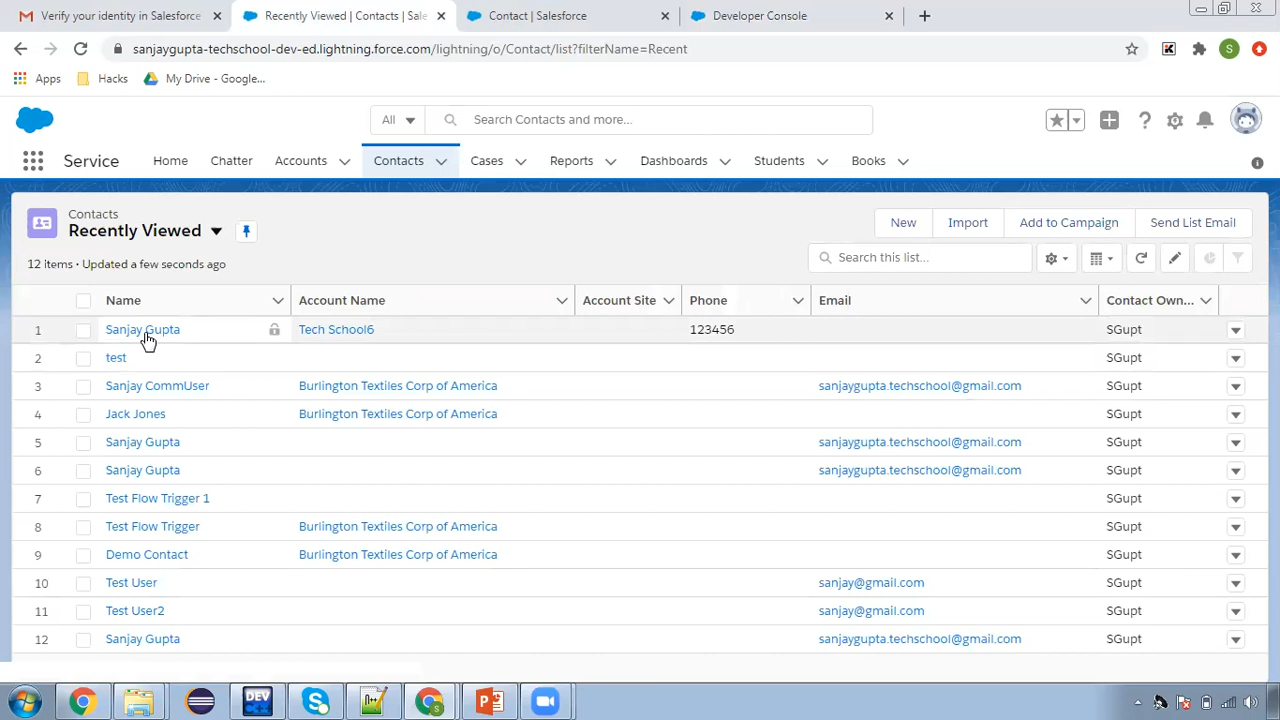 Verify your identity in Salesforce
Recently Viewed | Contacts | Sale
Contact | Salesforce
Developer Console
sanjaygupta-techschool-dev-ed.lightning.force.com/lightning/o/Contact/list?filterName=Recent
S
Apps
Hacks
My Drive - Google...
All
Search Contacts and more...
Service
Home
Chatter
Accounts
Contacts
Cases
Reports
Dashboards
Students
Books
Contacts
Recently Viewed
New
Import
Add to Campaign
Send List Email
12 items • Updated a few seconds ago
Search this list...
Name Account Name Account Site Phone Email Contact Own...
1 Sanjay Gupta Tech School6 123456 SGupt
2 test SGupt
3 Sanjay CommUser Burlington Textiles Corp of America sanjaygupta.techschool@gmail.com SGupt
4 Jack Jones Burlington Textiles Corp of America SGupt
5 Sanjay Gupta sanjaygupta.techschool@gmail.com SGupt
6 Sanjay Gupta sanjaygupta.techschool@gmail.com SGupt
7 Test Flow Trigger 1 SGupt
8 Test Flow Trigger Burlington Textiles Corp of America SGupt
9 Demo Contact Burlington Textiles Corp of America SGupt
10 Test User sanjay@gmail.com SGupt
11 Test User2 sanjay@gmail.com SGupt
12 Sanjay Gupta sanjaygupta.techschool@gmail.com SGupt
DEV